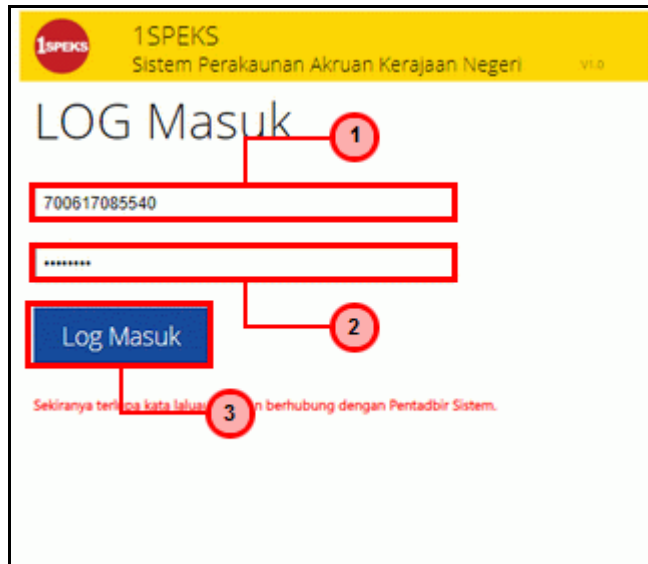 1SPEKS
1SPEKS
Sistem Perakaunan Akruan Kerajaan Negeri V1.0
LOG Masuk
1
700617085540
••••••••
2
Log Masuk
Sekiranya terlupa kata laluan berhubung dengan Pentadbir Sistem.
3